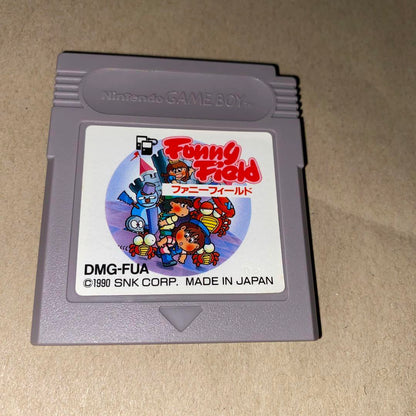 Nintendo GAME BOY™
Funny
Field
ファニーフィールド
DMG-FUA
©1990 SNK CORP. MADE IN JAPAN